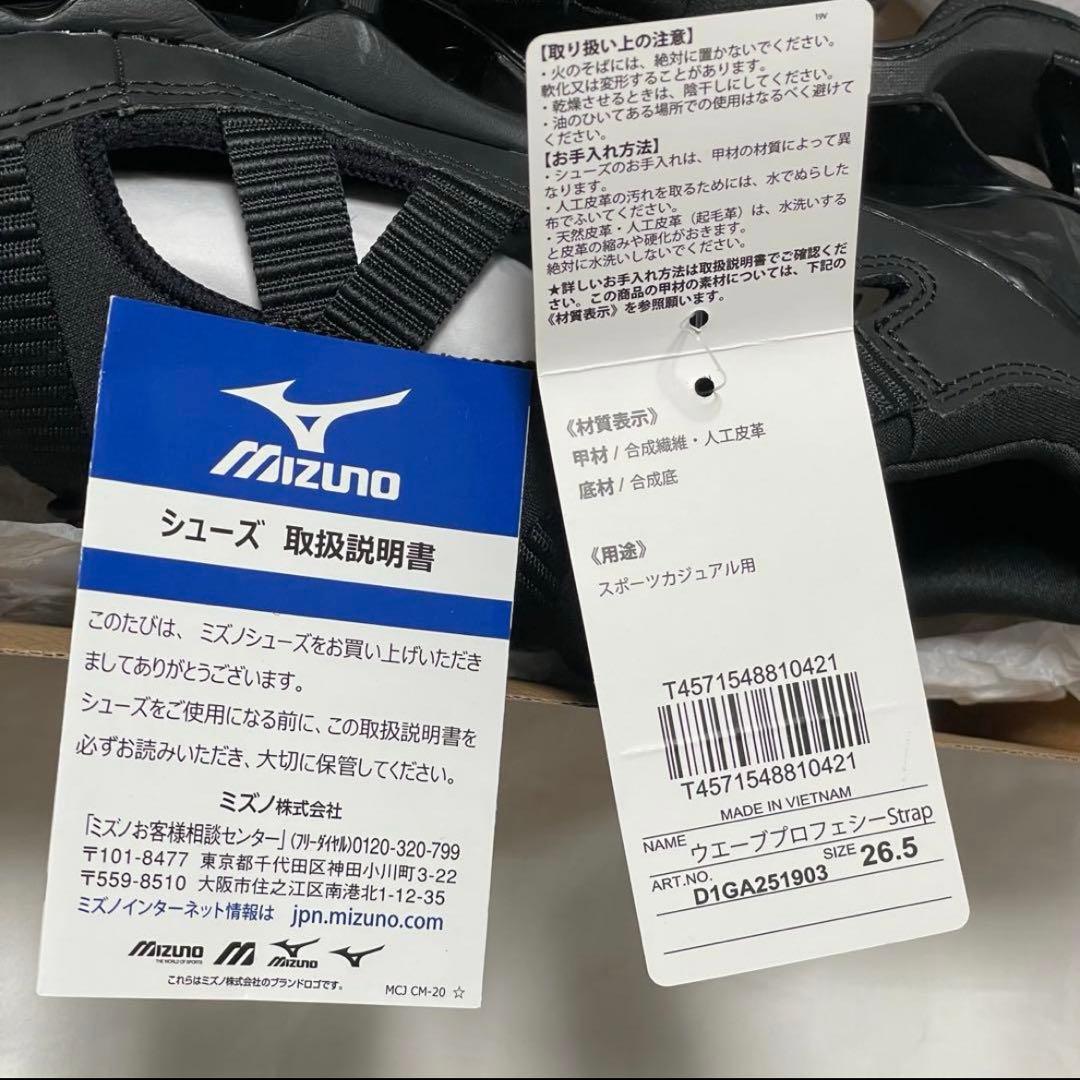 MIZUNO
シューズ 取扱説明書
このたびは、ミズノシューズをお買い上げいただき
ましてありがとうございます。
シューズをご使用になる前に、この取扱説明書を
必ずお読みいただき、大切に保管してください。
ミズノ株式会社
「ミズノお客様相談センター」(フリーダイヤル)0120-320-799
〒101-8477 東京都千代田区神田小川町3-22
〒559-8510 大阪市住之江区南港北1-12-35
ミズノインターネット情報は jpn.mizuno.com
MIZUNO
THE WORLD OF SPORTS
MIZUNO
これらはミズノ株式会社のブランドロゴです。
MCJ CM-20 ☆
19V
【取り扱い上の注意】
・火のそばには、絶対に置かないでください。
軟化又は変形することがあります。
・乾燥させるときは、陰干しにしてください。
・油のひいてある場所での使用はなるべく避けて
ください。
【お手入れ方法】
・シューズのお手入れは、甲材の材質によって異
なります。
・人工皮革の汚れを取るためには、水でぬらした
布でふいてください。
・天然皮革・人工皮革(起毛革)は、水洗いする
と皮革の縮みや硬化がおきます。
絶対に水洗いしないでください。
★詳しいお手入れ方法は取扱説明書でご確認くだ
さい。この商品の甲材の素材については、下記の
《材質表示》を参照願います。
《材質表示》
甲材 / 合成繊維・人工皮革
底材 / 合成底
《用途》
スポーツカジュアル用
T4571548810421
T4571548810421
MADE IN VIETNAM
NAME ウエーブプロフェシーStrap
ART.NO. SIZE 26.5
D1GA251903